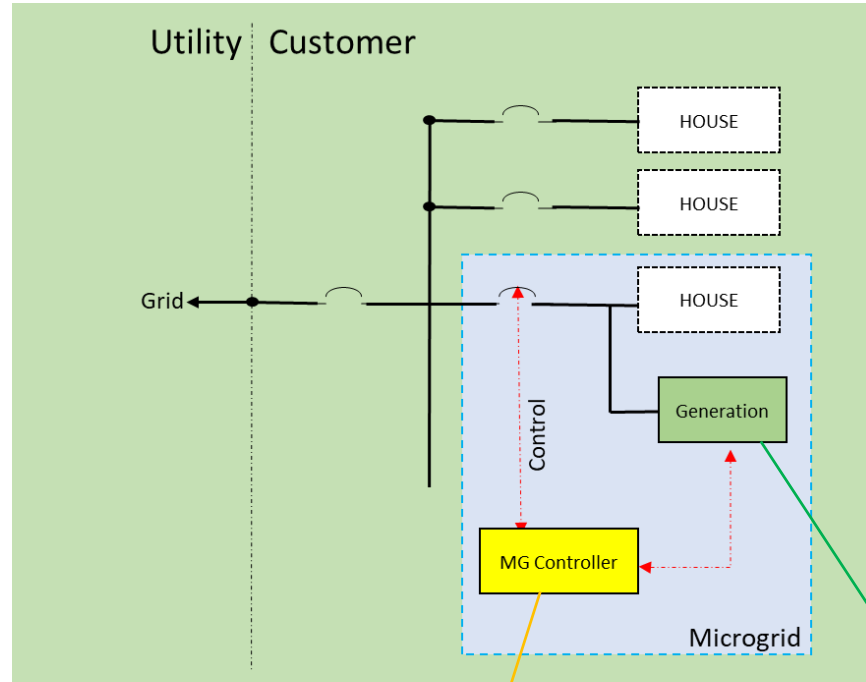 Utility Customer
HOUSE
HOUSE
HOUSE
Grid
Generation
Control
MG Controller
Microgrid